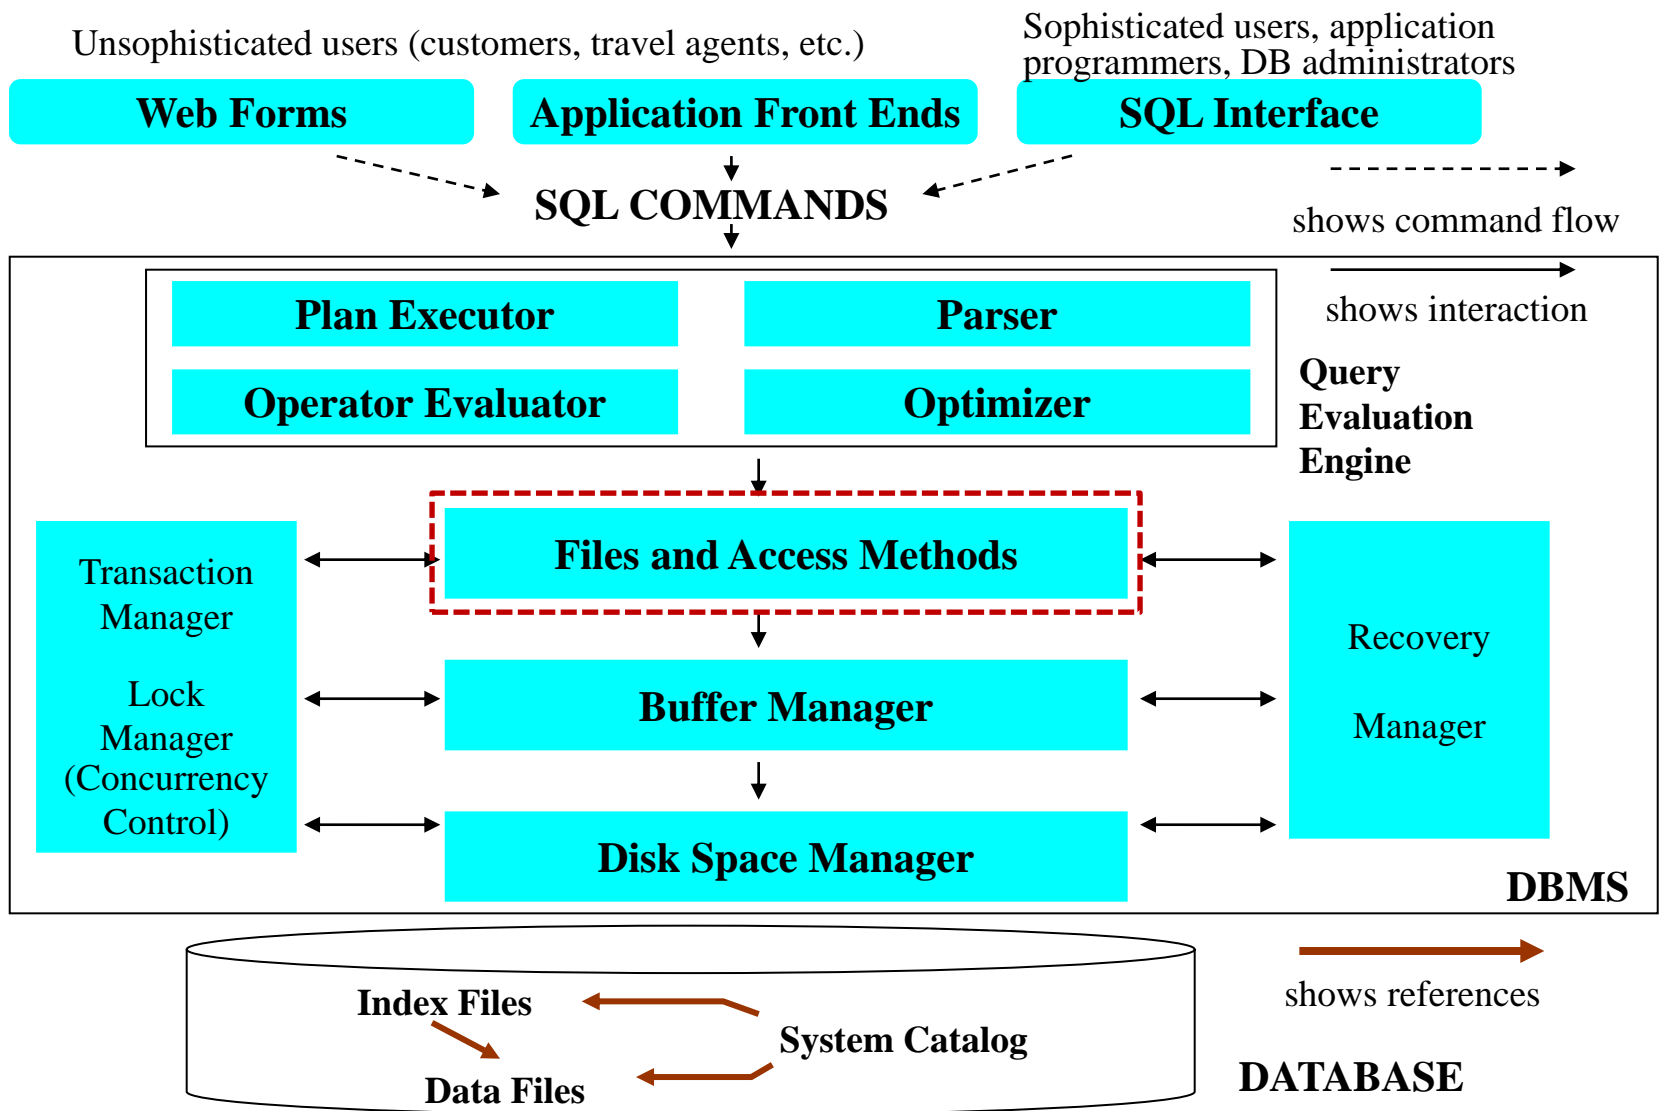 Unsophisticated users (customers, travel agents, etc.)
Sophisticated users, application
programmers, DB administrators
Web Forms
Application Front Ends
SQL Interface
SQL COMMANDS
shows command flow
Plan Executor
Parser
shows interaction
Operator Evaluator
Optimizer
Query
Evaluation
Engine
Files and Access Methods
Transaction
Manager
Lock
Manager
(Concurrency
Control)
Buffer Manager
Recovery
Manager
Disk Space Manager
DBMS
Index Files
System Catalog
Data Files
shows references
DATABASE